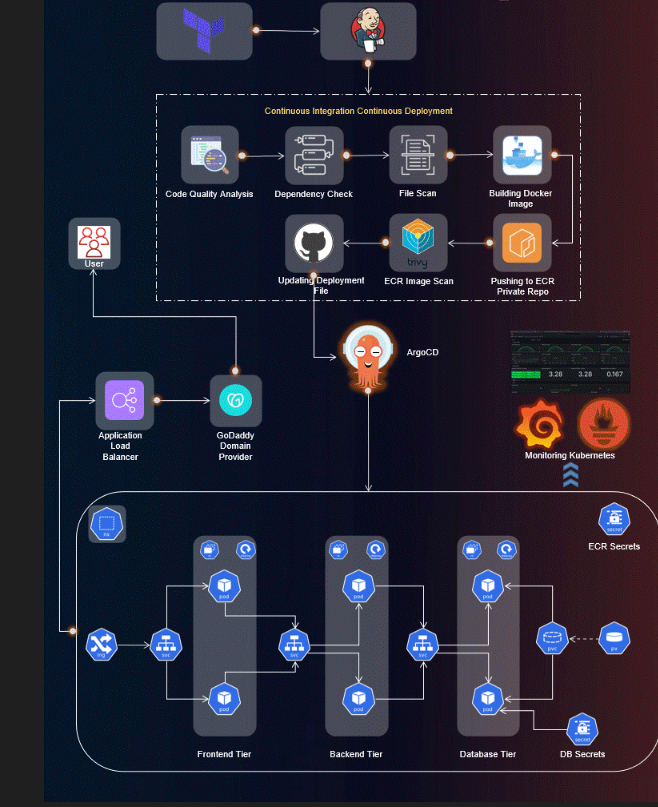 Continuous Integration Continuous Deployment
Code Quality Analysis
Dependency Check
File Scan
Building Docker
Image
User
trivy
Updating Deployment
File
ECR Image Scan
Pushing to ECR
Private Repo
ArgoCD
3.28
3.28
0.167
Application
Load
Balancer
GoDaddy
Domain
Provider
Monitoring Kubernetes
ns
secret
ECR Secrets
pod
pod
pod
ing
svc
svc
svc
pvc
pv
pod
pod
pod
secret
Frontend Tier
Backend Tier
Database Tier
DB Secrets